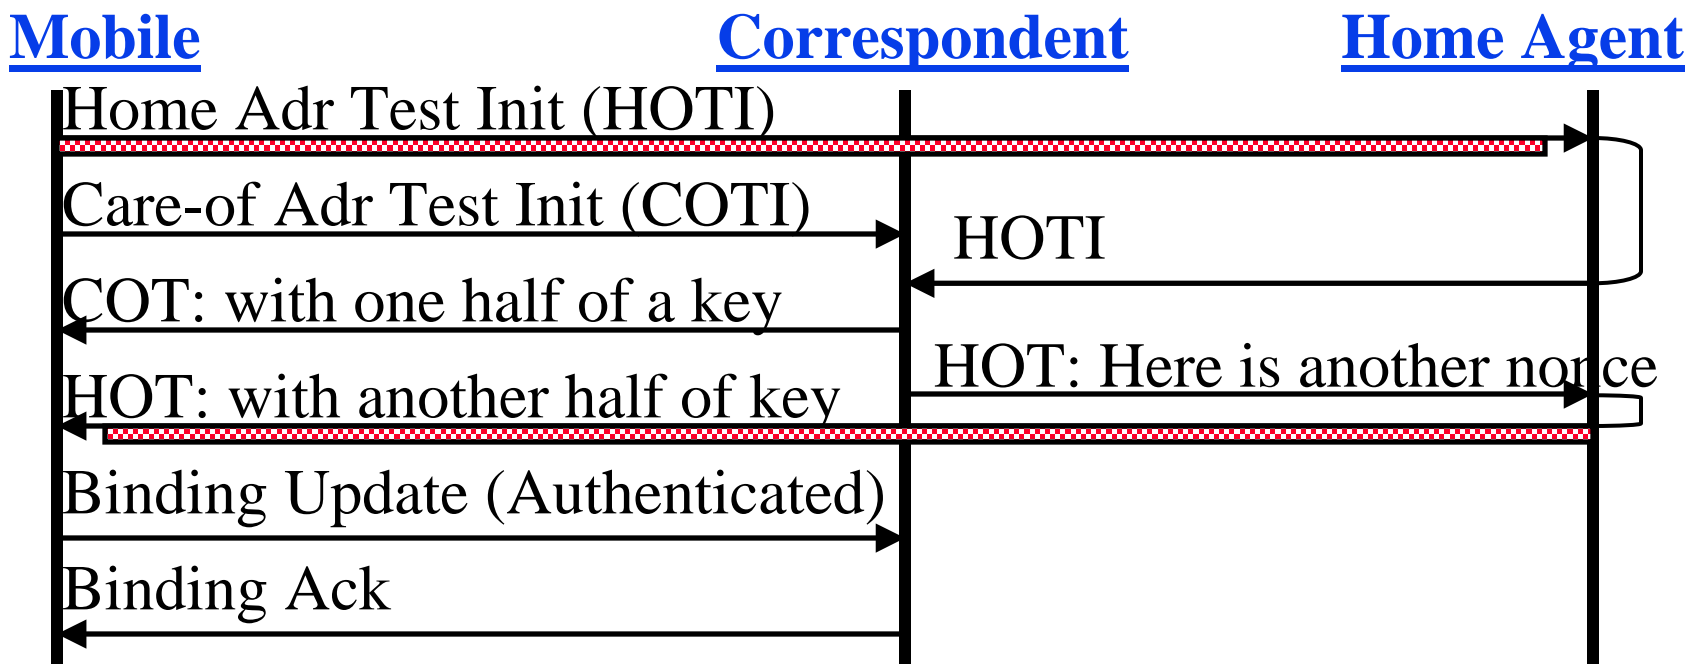 Mobile Correspondent Home Agent
Home Adr Test Init (HOTI)
Care-of Adr Test Init (COTI)
HOTI
COT: with one half of a key
HOT: Here is another nonce
HOT: with another half of key
Binding Update (Authenticated)
Binding Ack